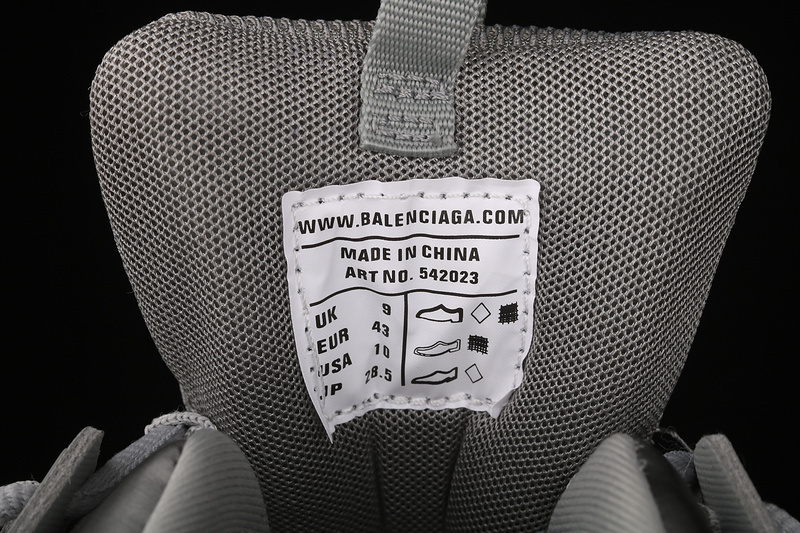 WWW.BALENCIAGA.COM
MADE IN CHINA
ART NO. 542023
UK 9
EUR 43
USA 10
JP 28.5